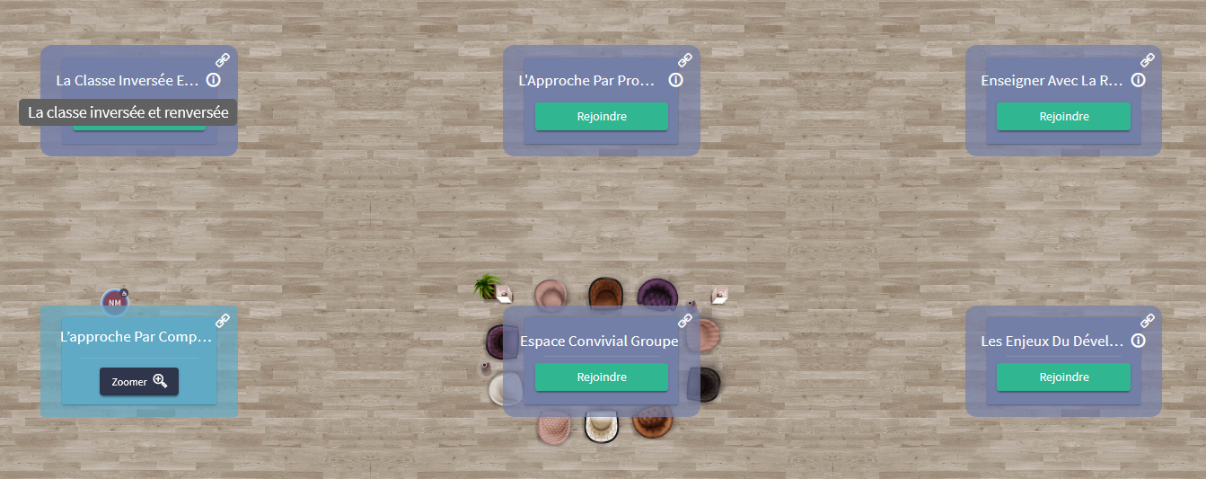 La Classe Inversée E...
La classe inversée et renversée
L'Approche Par Pro...
Rejoindre
Enseigner Avec La R...
Rejoindre
NM
L'approche Par Comp...
Zoomer
Espace Convivial Groupe
Rejoindre
Les Enjeux Du Dével...
Rejoindre